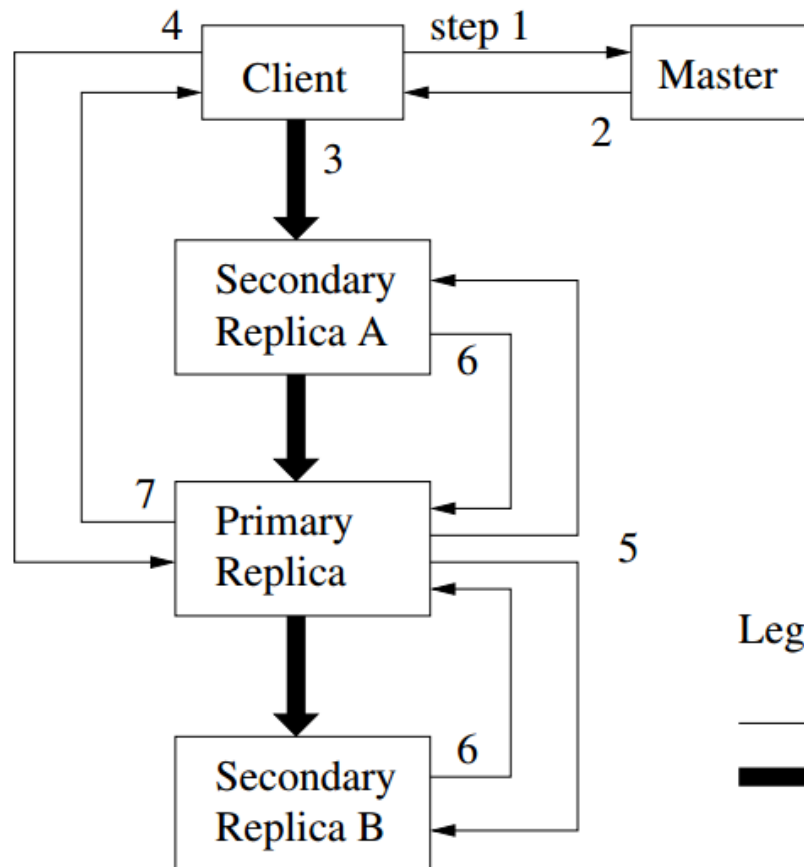 4
step 1
Client
Master
2
3
Secondary
Replica A
6
7
Primary
Replica
5
Leg
Secondary
Replica B
6